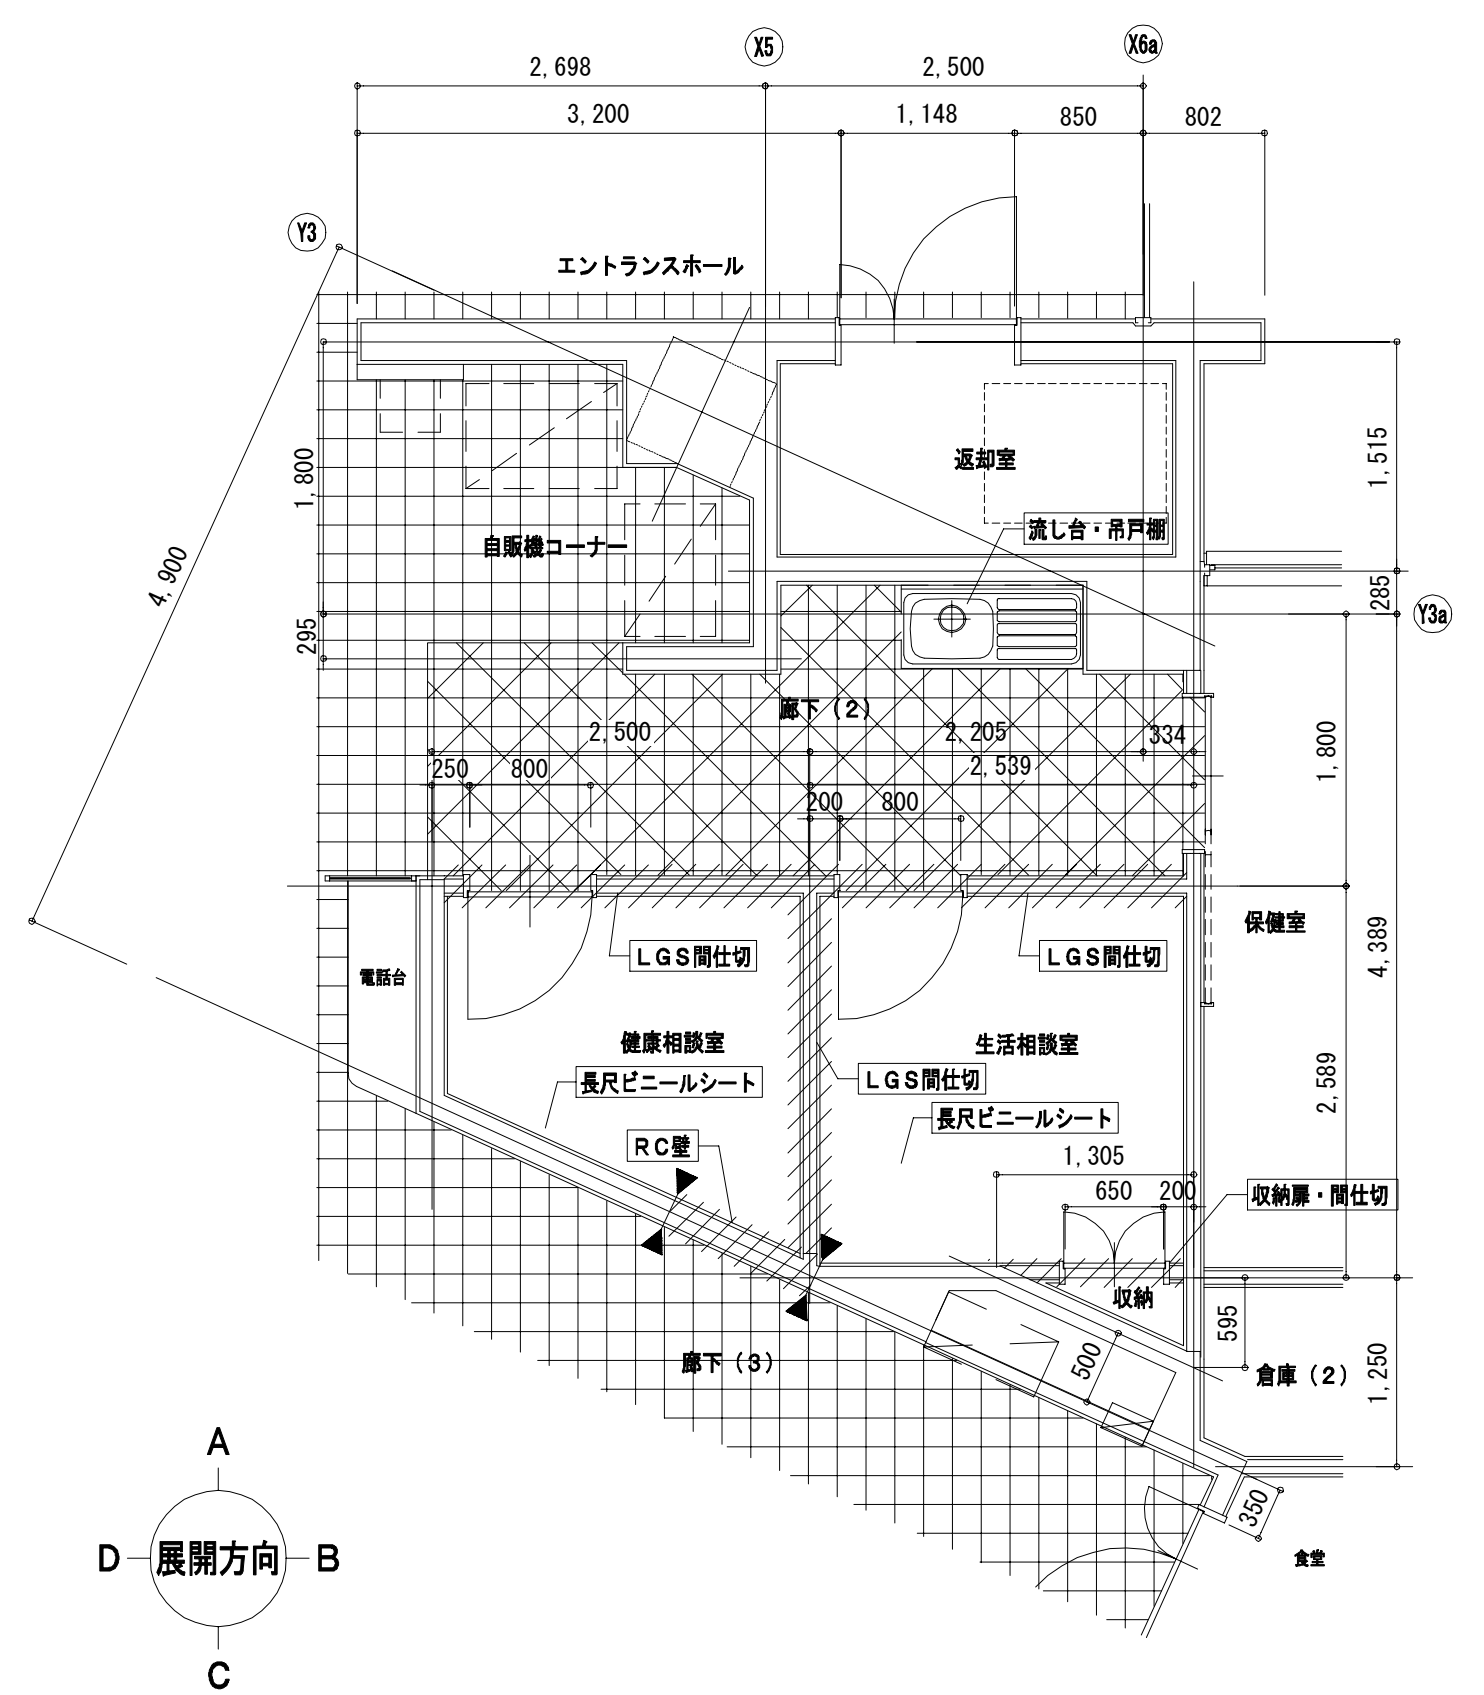 X5
X6a
2,698
2,500
3,200
1,148
850
802
Y3
エントランスホール
1,800
返却室
1,515
流し台・吊戸棚
自販機コーナー
4,900
285
Y3a
295
廊下（2）
2,500
2,205
334
1,800
250
800
2,539
200
800
保健室
4,389
LGS間仕切
LGS間仕切
電話台
健康相談室
生活相談室
長尺ビニールシート
LGS間仕切
2,589
長尺ビニールシート
RC壁
1,305
650
200
収納扉・間仕切
収納
595
廊下（3）
500
倉庫（2）
1,250
A
350
D
展開方向
B
食堂
C